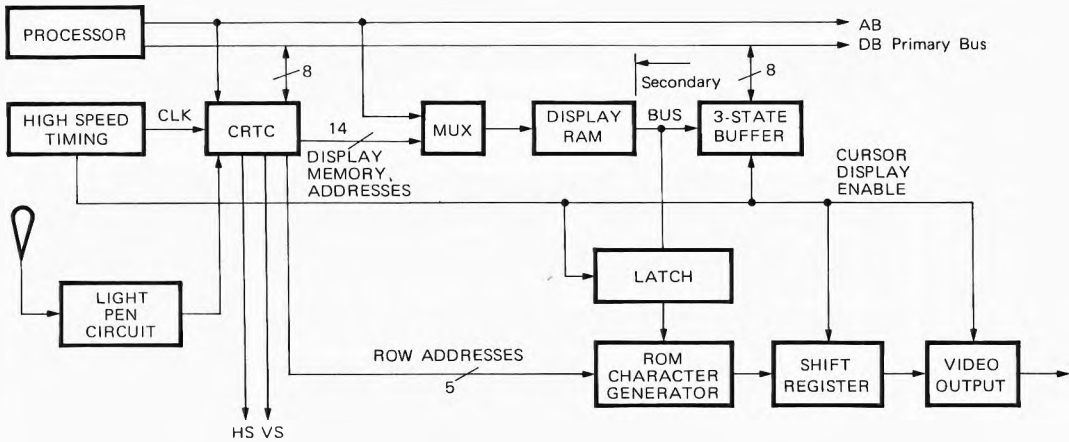 PROCESSOR
AB
DB Primary Bus
8
Secondary
8
HIGH SPEED
TIMING
CLK
CRTC
14
DISPLAY
MEMORY,
ADDRESSES
MUX
DISPLAY
RAM
BUS
3-STATE
BUFFER
CURSOR
DISPLAY
ENABLE
LATCH
LIGHT
PEN
CIRCUIT
ROW ADDRESSES
5
ROM
CHARACTER
GENERATOR
SHIFT
REGISTER
VIDEO
OUTPUT
HS VS